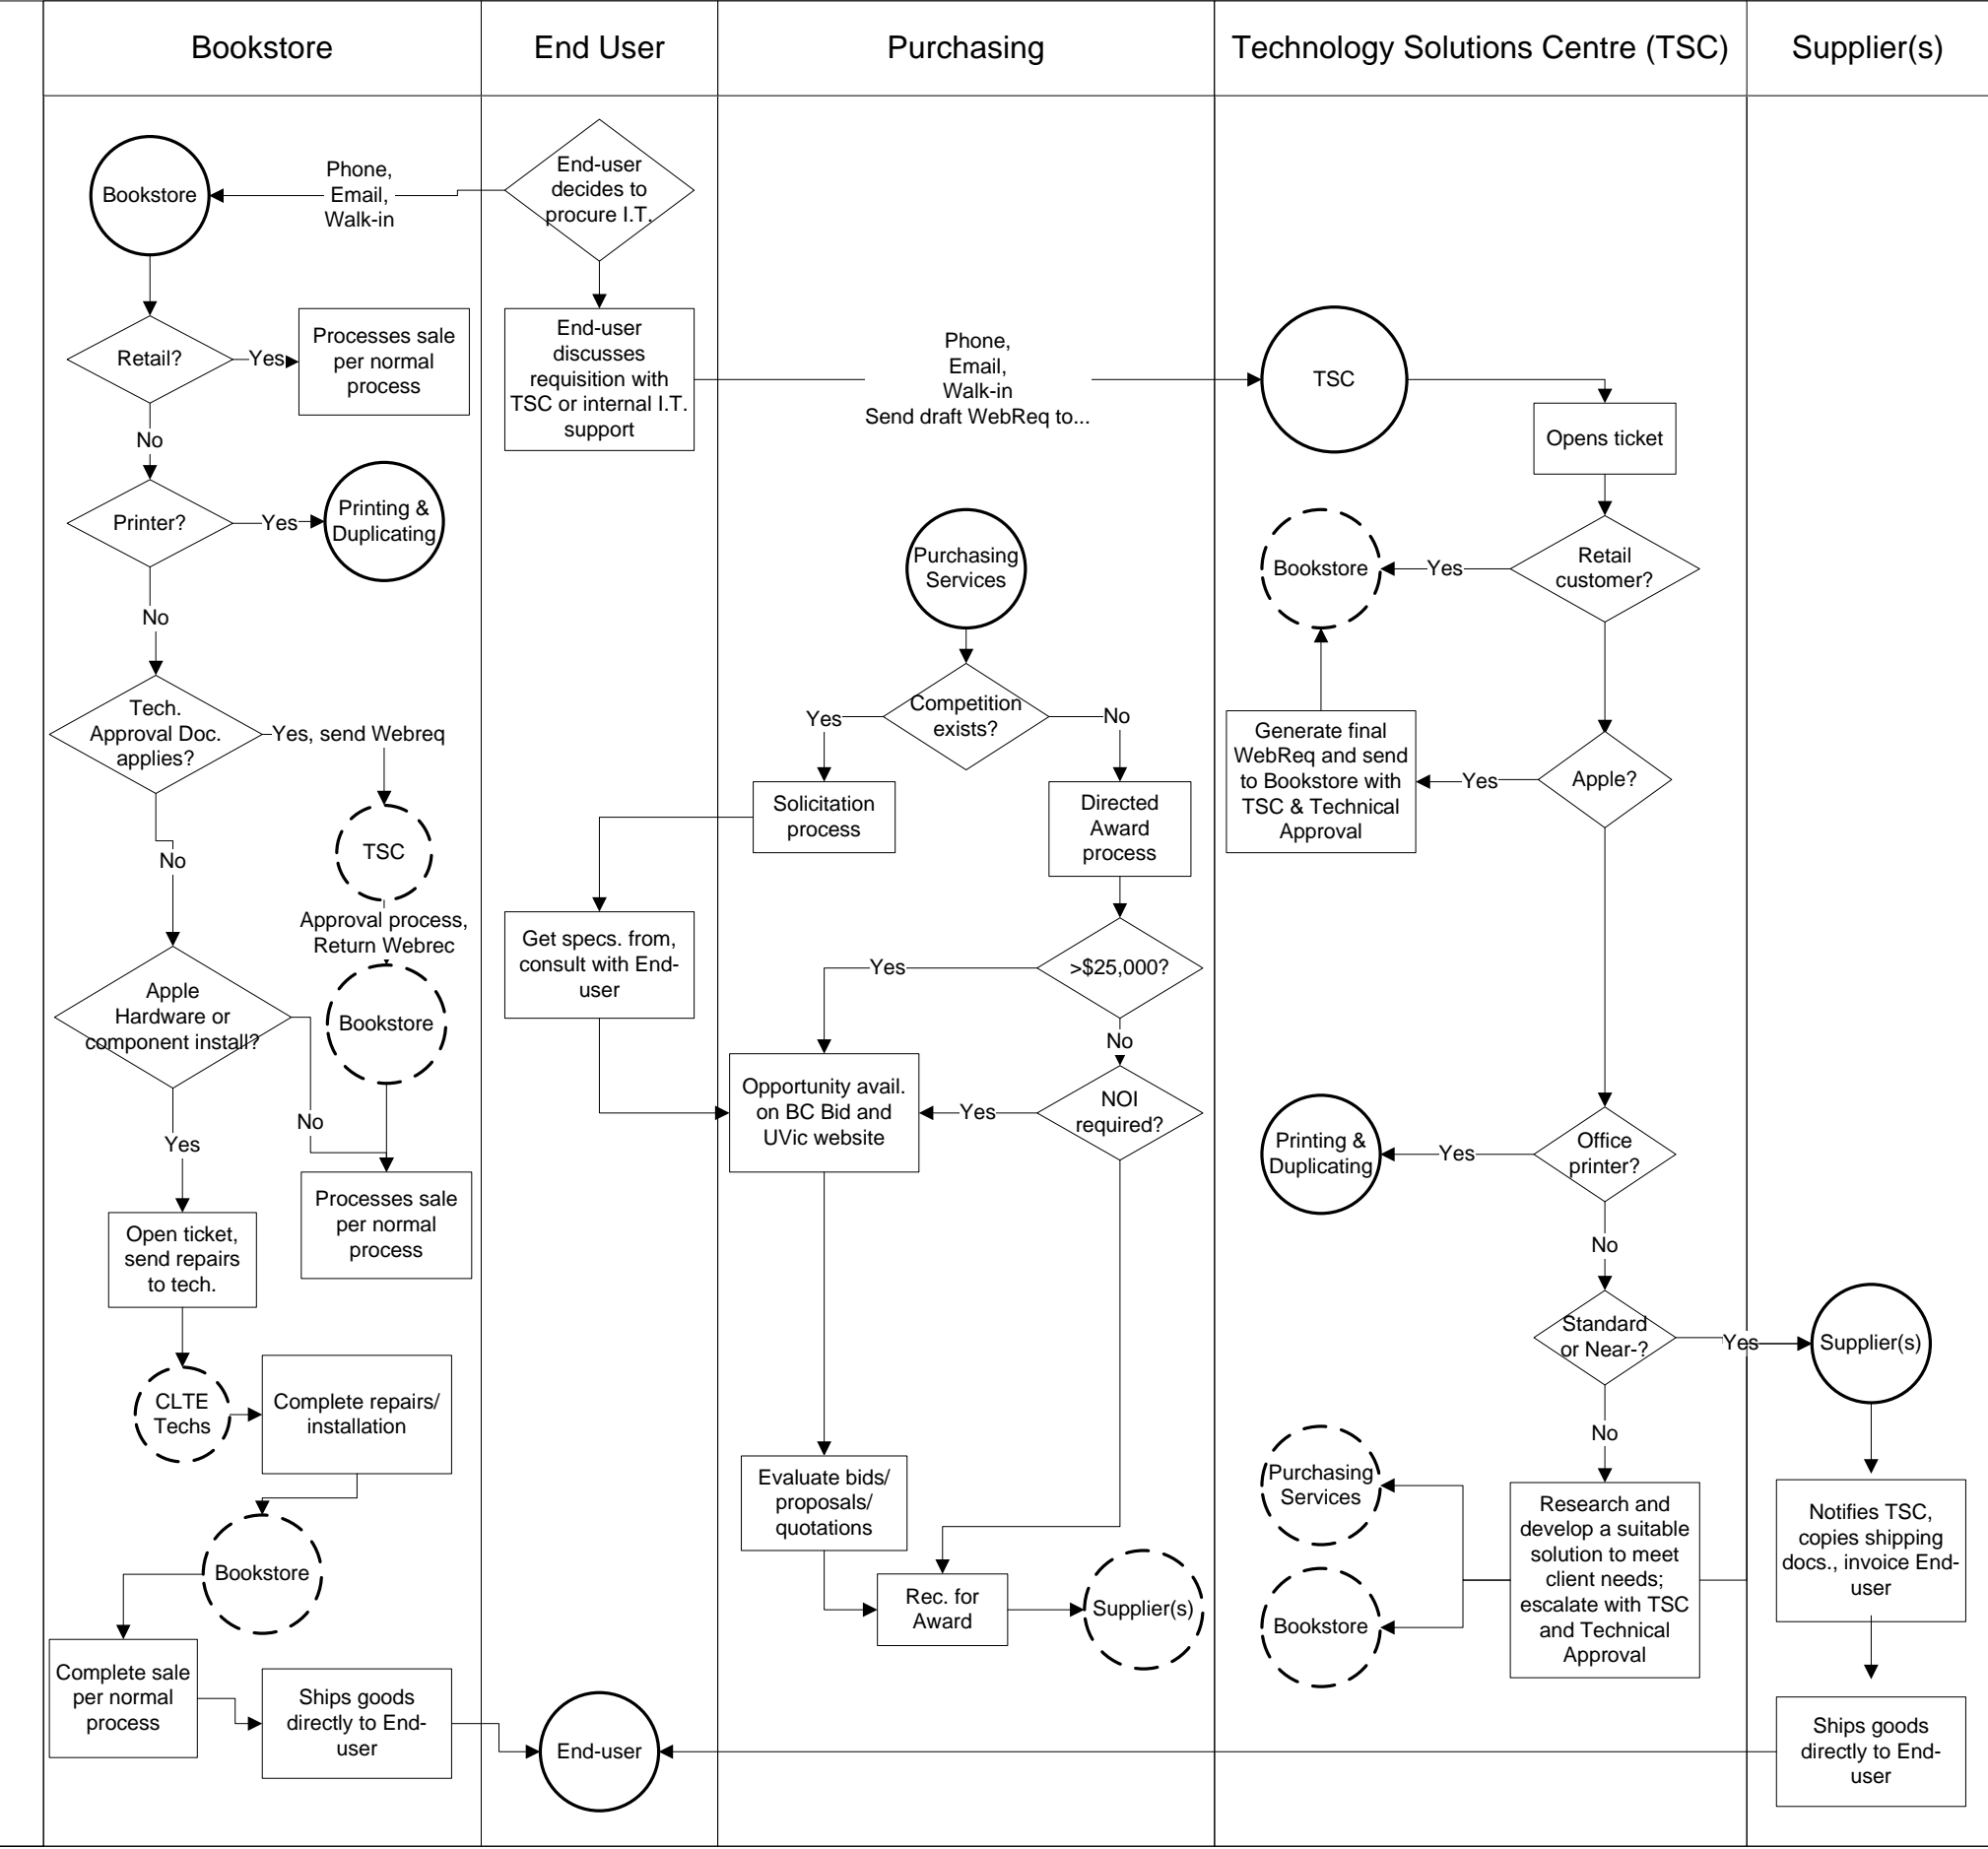 Bookstore
End User
Purchasing
Technology Solutions Centre (TSC)
Supplier(s)
Bookstore
Phone,
Email,
Walk-in
End-user
decides to
procure I.T.
Retail?
Yes
Processes sale
per normal
process
No
Printer?
Yes
Printing &
Duplicating
No
Tech.
Approval Doc.
applies?
Yes, send Webreq
TSC
No
Approval process,
Return Webrec
Bookstore
Apple
Hardware or
component install?
No
Yes
Processes sale
per normal
process
Open ticket,
send repairs
to tech.
CLTE
Techs
Complete repairs/
installation
Bookstore
Complete sale
per normal
process
Ships goods
directly to End-
user
End-user
discusses
requisition with
TSC or internal I.T.
support
Get specs. from,
consult with End-
user
End-user
Phone,
Email,
Walk-in
Send draft WebReq to...
Purchasing
Services
Competition
exists?
Yes
No
Solicitation
process
Directed
Award
process
>$25,000?
Yes
No
Opportunity avail.
on BC Bid and
UVic website
Yes
NOI
required?
Evaluate bids/
proposals/
quotations
Rec. for
Award
Supplier(s)
TSC
Opens ticket
Bookstore
Yes
Retail
customer?
Generate final
WebReq and send
to Bookstore with
TSC & Technical
Approval
Yes
Apple?
Printing &
Duplicating
Yes
Office
printer?
No
Standard
or Near-?
Yes
No
Purchasing
Services
Bookstore
Research and
develop a suitable
solution to meet
client needs;
escalate with TSC
and Technical
Approval
Supplier(s)
Notifies TSC,
copies shipping
docs., invoice End-
user
Ships goods
directly to End-
user